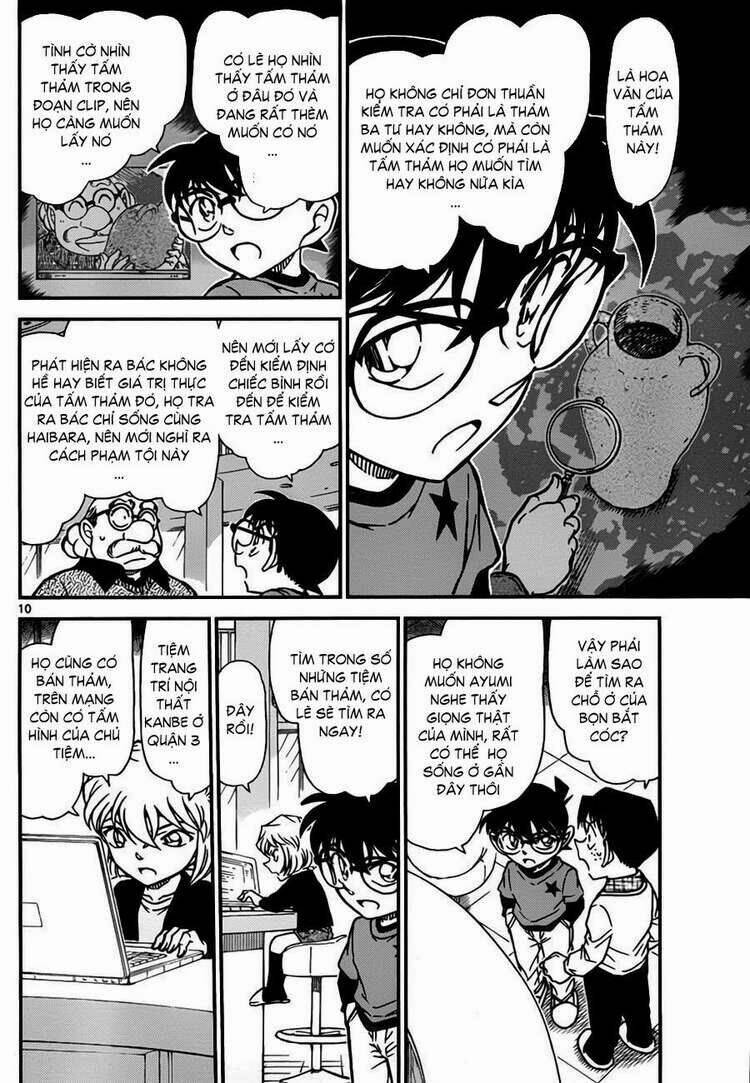 LÀ HOA
VĂN CỦA
TẤM
THẢM
NÀY!
HỌ KHÔNG CHỈ ĐƠN THUẦN
KIỂM TRA CÓ PHẢI LÀ THẢM
BA TƯ HAY KHÔNG, MÀ CÒN
MUỐN XÁC ĐỊNH CÓ PHẢI LÀ
TẤM THẢM HỌ MUỐN TÌM
HAY KHÔNG NỮA KÌA
CÓ LẼ HỌ NHÌN
THẤY TẤM THẢM
Ở ĐÂU ĐÓ VÀ
ĐANG RẤT THÈM
MUỐN CÓ NÓ
...
TÌNH CỜ NHÌN
THẤY TẤM
THẢM TRONG
ĐOẠN CLIP, NÊN
HỌ CÀNG MUỐN
LẤY NÓ
...
NÊN MỚI LẤY CỚ
ĐẾN KIỂM ĐỊNH
CHIẾC BÌNH RỒI
ĐẾN ĐỂ KIỂM
TRA TẤM THẢM
...
PHÁT HIỆN RA BÁC KHÔNG
HỀ HAY BIẾT GIÁ TRỊ THỰC
CỦA TẤM THẢM ĐÓ, HỌ TRA
RA BÁC CHỈ SỐNG CÙNG
HAIBARA, NÊN MỚI NGHĨ RA
CÁCH PHẠM TỘI NÀY
...
10
VẬY PHẢI
LÀM SAO
ĐỂ TÌM RA
CHỖ Ở CỦA
BỌN BẮT
CÓC?
HỌ KHÔNG
MUỐN AYUMI
NGHE THẤY
GIỌNG THẬT
CỦA MÌNH, RẤT
CÓ THỂ HỌ
SỐNG Ở GẦN
ĐÂY THÔI
TÌM TRONG SỐ
NHỮNG TIỆM
BÁN THẢM, CÓ
LẼ SẼ TÌM RA
NGAY!
ĐÂY
RỒI!
TIỆM
TRANG
TRÍ NỘI
THẤT
KANBE Ở
QUẬN 3
...
HỌ CŨNG CÓ
BÁN THẢM,
TRÊN MẠNG
CÒN CÓ TẤM
HÌNH CỦA CHỦ
TIỆM...